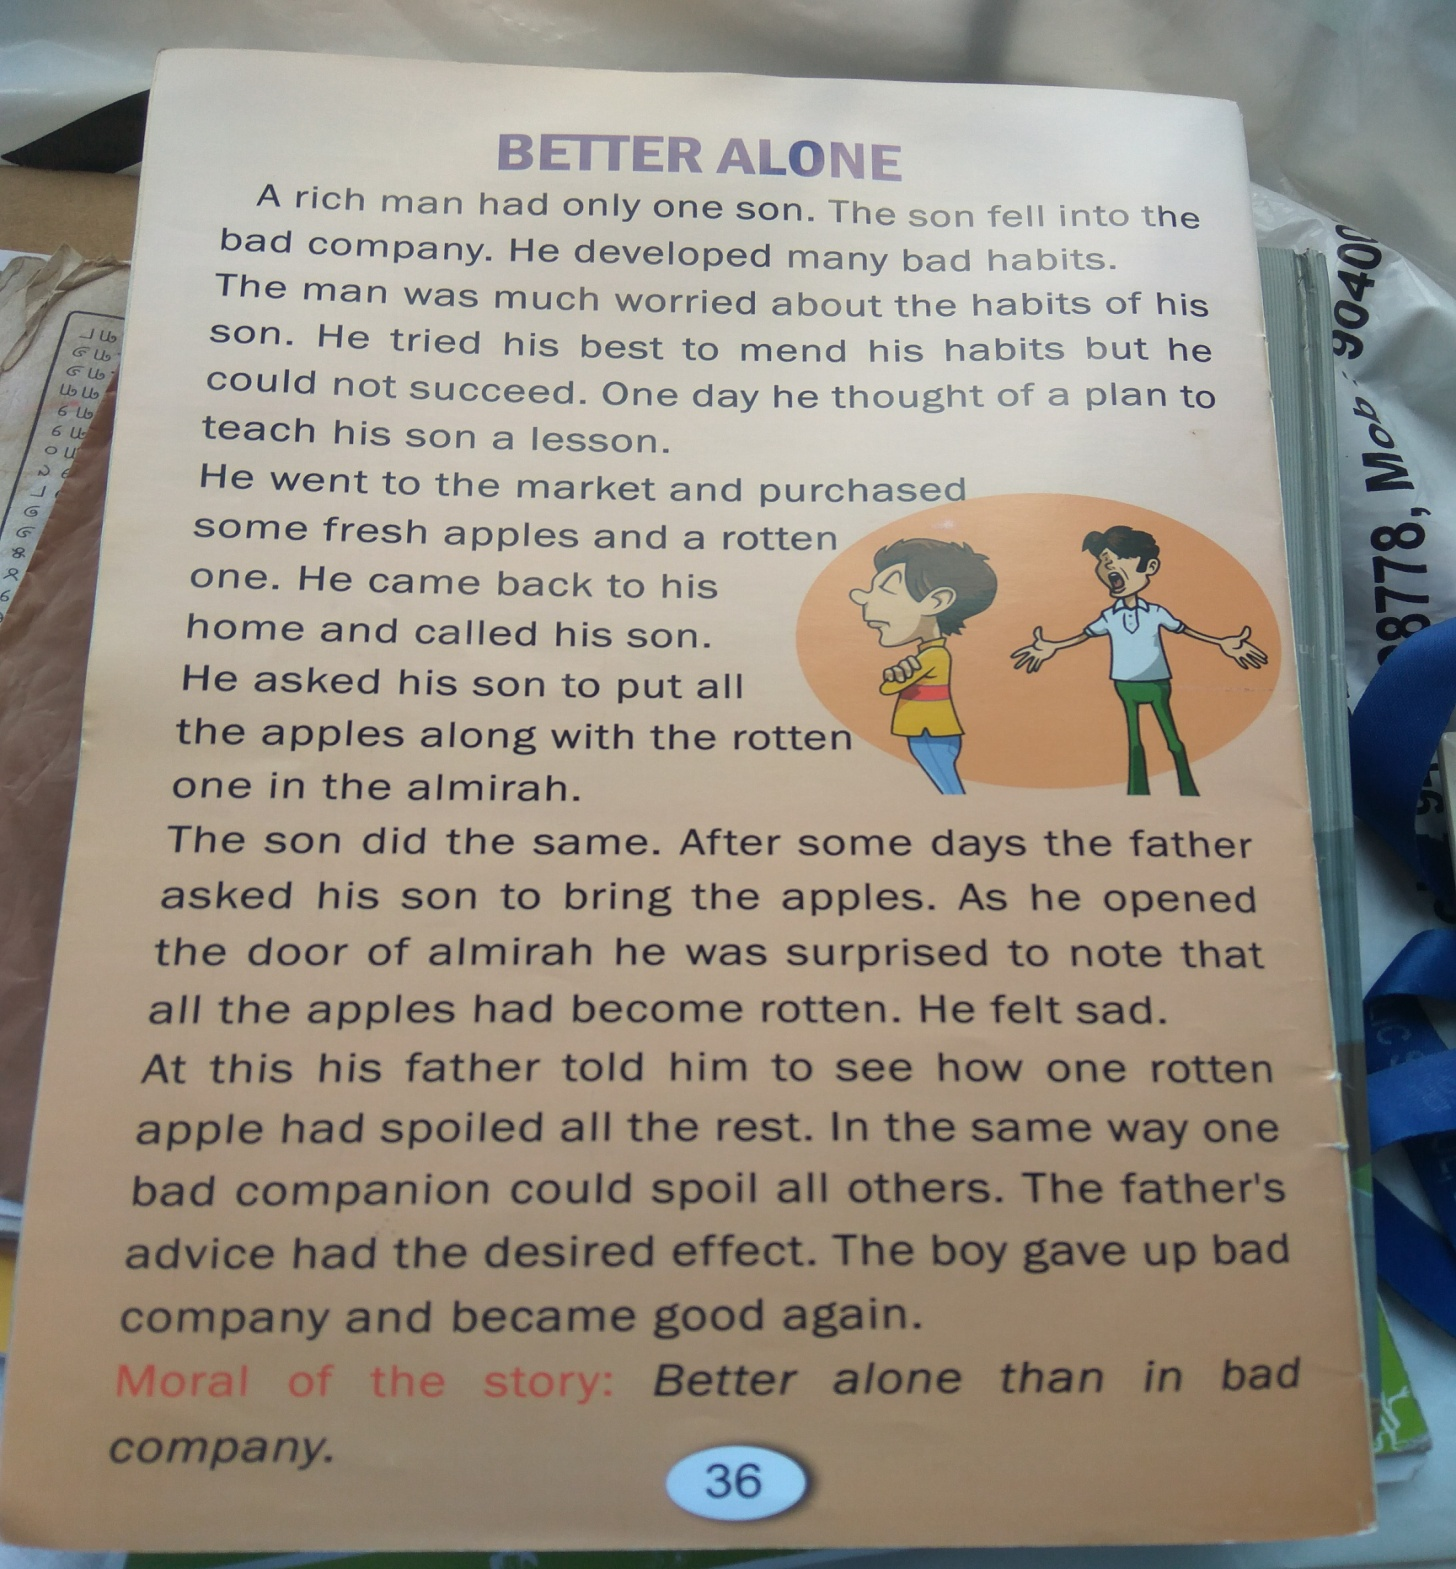 BETTER ALONE
A rich man had only one son. The son fell into the
bad company. He developed many bad habits.
The man was much worried about the habits of his
son. He tried his best to mend his habits but he
could not succeed. One day he thought of a plan to
teach his son a lesson.
He went to the market and purchased
some fresh apples and a rotten
one. He came back to his
home and called his son.
He asked his son to put all
the apples along with the rotten
one in the almirah.
The son did the same. After some days the father
asked his son to bring the apples. As he opened
the door of almirah he was surprised to note that
all the apples had become rotten. He felt sad.
At this his father told him to see how one rotten
apple had spoiled all the rest. In the same way one
bad companion could spoil all others. The father's
advice had the desired effect. The boy gave up bad
company and became good again.
Moral of the story: Better alone than in bad
company.
36
8778, Mob : 90400